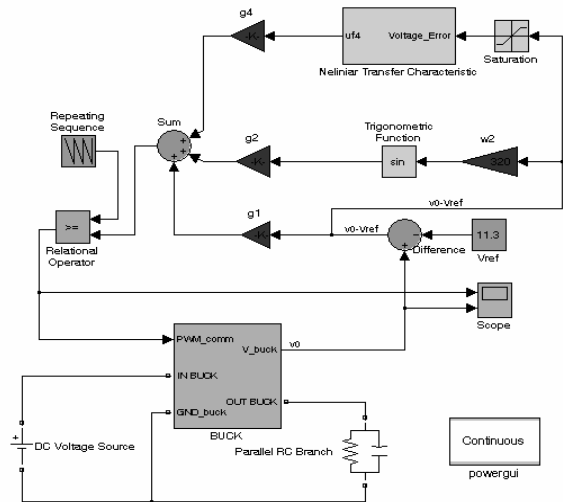 g4
-K-
uf4
Voltage_Error
Neliniar Transfer Characteristic
Saturation
Repeating
Sequence
Sum
+
+
+
+
g2
-K-
Trigonometric
Function
sin
w2
320
v0-Vref
g1
-K-
v0-Vref
-
+
Difference
11.3
Vref
>=
Relational
Operator
Scope
PWM_comm
V_buck
v0
IN BUCK
OUT BUCK
GND_buck
BUCK
+
DC Voltage Source
Parallel RC Branch
Continuous
powergui